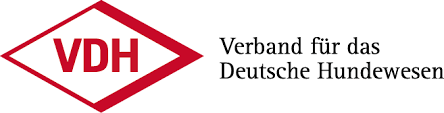 VDH
Verband für das
Deutsche Hundewesen